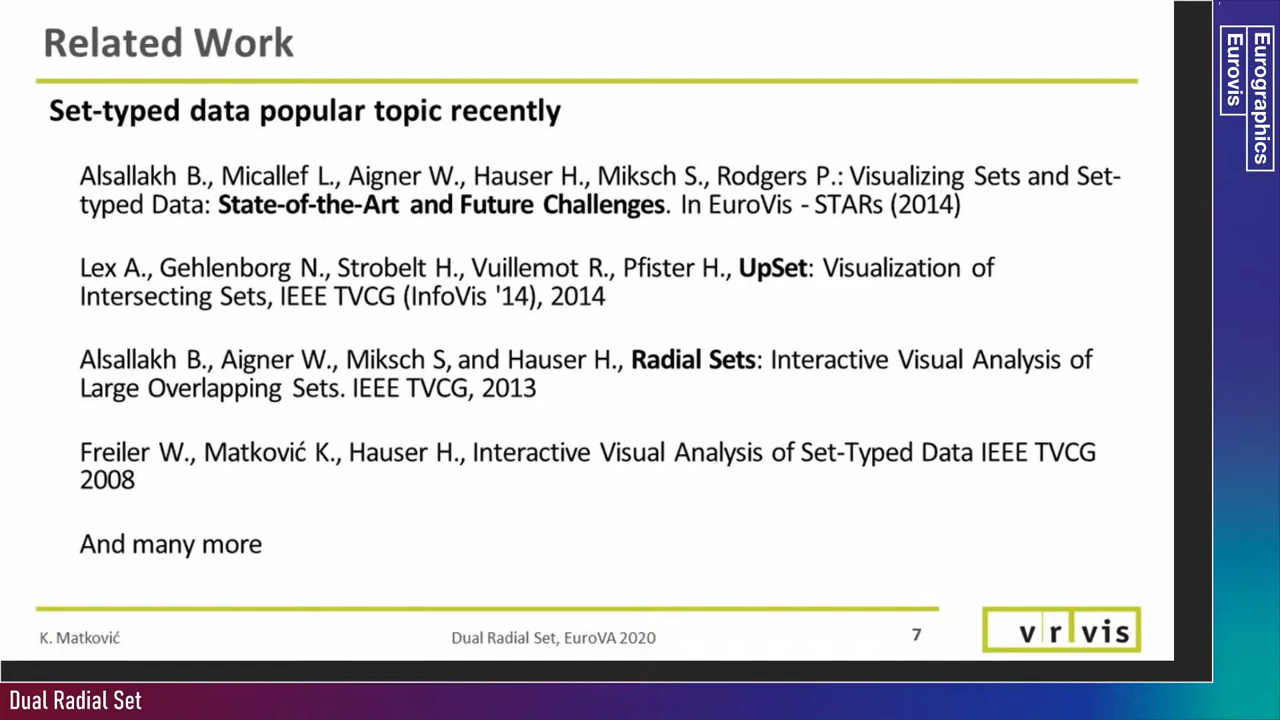 Related Work
Set-typed data popular topic recently
Alsallakh B., Micallef L., Aigner W., Hauser H., Miksch S., Rodgers P.: Visualizing Sets and Set-
typed Data: State-of-the-Art and Future Challenges. In EuroVis - STARs (2014)
Lex A., Gehlenborg N., Strobelt H., Vuillemot R., Pfister H., UpSet: Visualization of
Intersecting Sets, IEEE TVCG (InfoVis '14), 2014
Alsallakh B., Aigner W., Miksch S, and Hauser H., Radial Sets: Interactive Visual Analysis of
Large Overlapping Sets. IEEE TVCG, 2013
Freiler W., Matković K., Hauser H., Interactive Visual Analysis of Set-Typed Data IEEE TVCG
2008
And many more
K. Matković
Dual Radial Set, EuroVA 2020
7
vrvis
Eurographics
Eurovis
Dual Radial Set